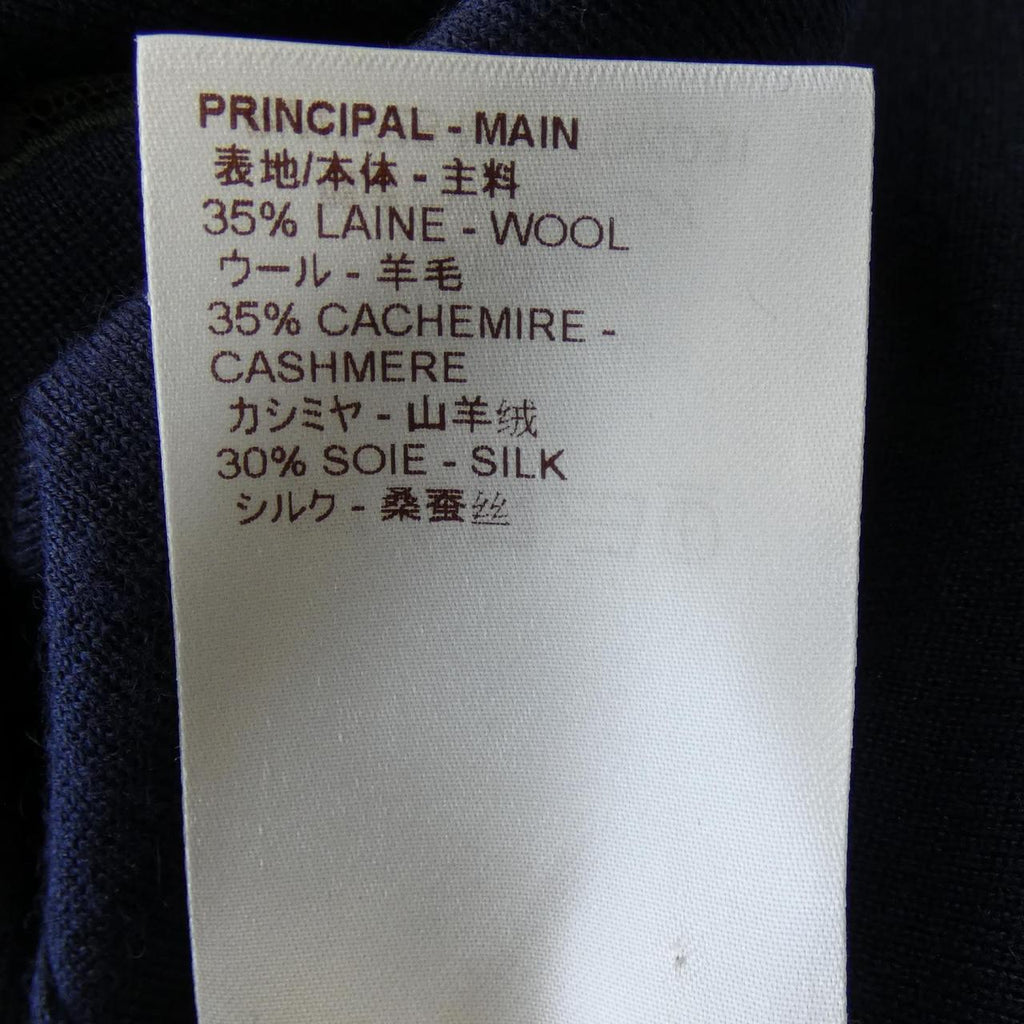 PRINCIPAL - MAIN
表地/本体 - 主料
35% LAINE - WOOL
ウール - 羊毛
35% CACHEMIRE -
CASHMERE
カシミヤ - 山羊绒
30% SOIE - SILK
シルク - 桑蚕丝